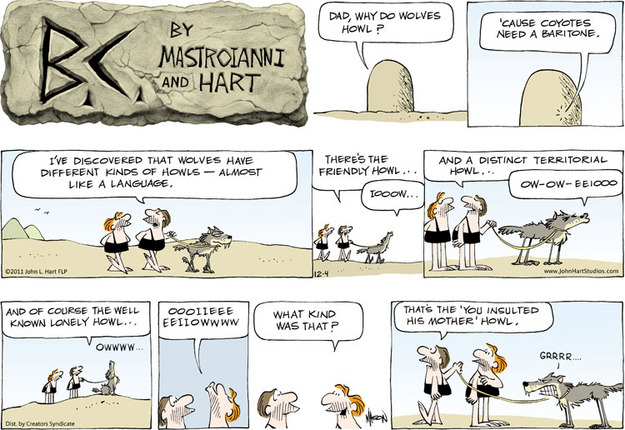 B.C.
BY
MASTROIANNI
AND HART
DAD, WHY DO WOLVES
HOWL?
'CAUSE COYOTES
NEED A BARITONE.
I'VE DISCOVERED THAT WOLVES HAVE
DIFFERENT KINDS OF HOWLS — ALMOST
LIKE A LANGUAGE.
©2011 John L. Hart FLP
THERE'S THE
FRIENDLY HOWL...
IOOOW...
12-4
AND A DISTINCT TERRITORIAL
HOWL...
OW-OW-EEIOOO
www.JohnHartStudios.com
AND OF COURSE THE WELL
KNOWN LONELY HOWL...
OWWWW...
Dist. by Creators Syndicate
OOOIIEEE
EEIIOWWWW
WHAT KIND
WAS THAT?
THAT'S THE 'YOU INSULTED
HIS MOTHER' HOWL.
GRRRR...